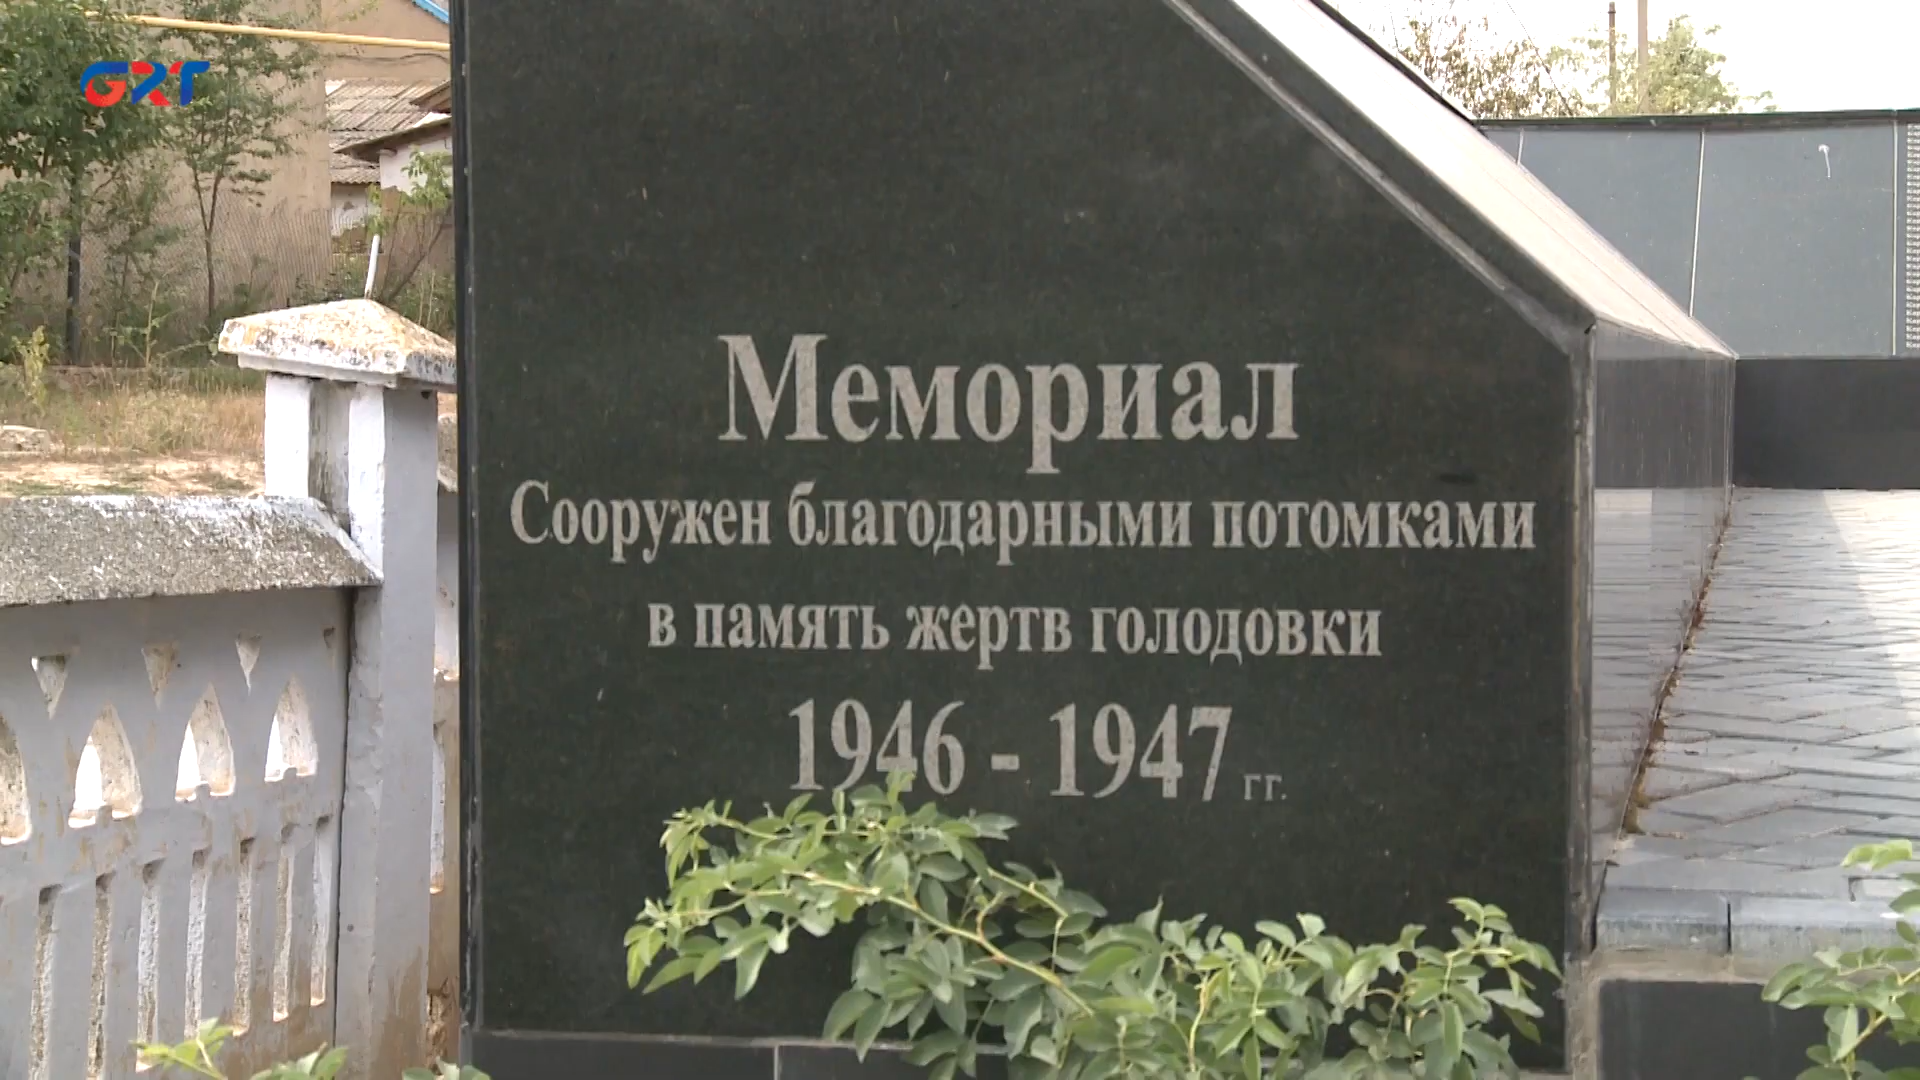 GRT
Мемориал
Сооружен благодарными потомками
в память жертв голодовки
1946 - 1947 гг.